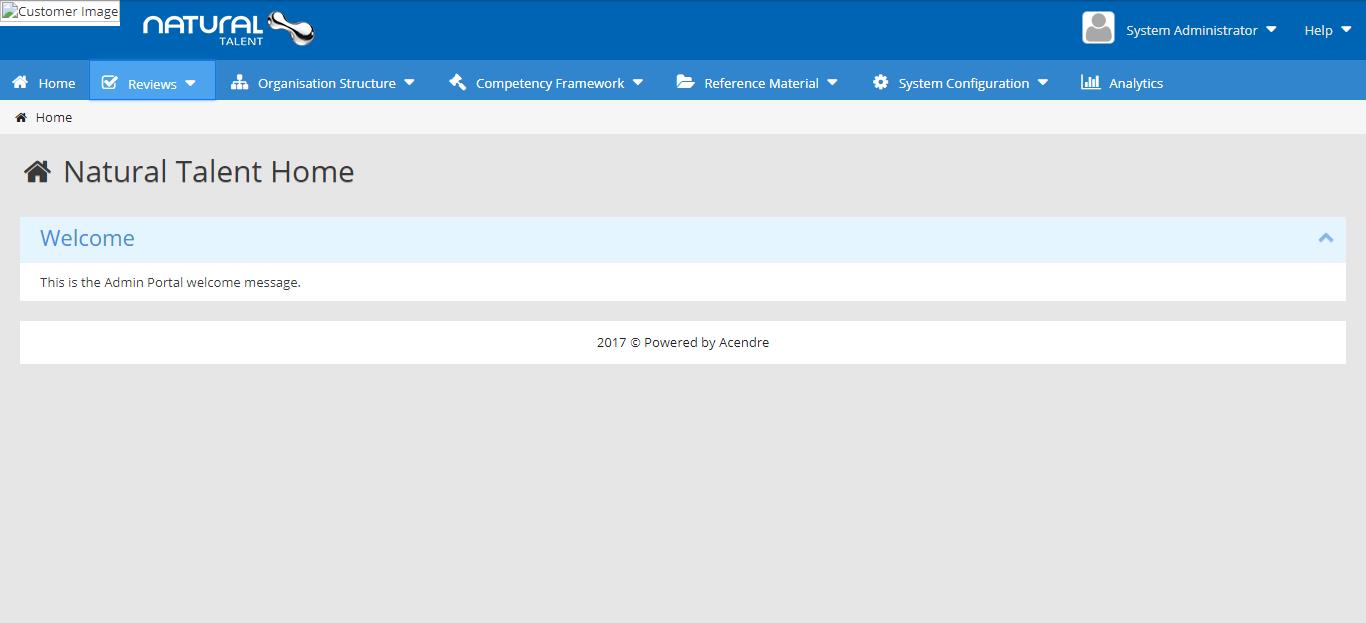 Customer Image
NATURAL
TALENT
System Administrator
Help
Home
Reviews
Organisation Structure
Competency Framework
Reference Material
System Configuration
Analytics
Home
Natural Talent Home
Welcome
This is the Admin Portal welcome message.
2017 © Powered by Acendre